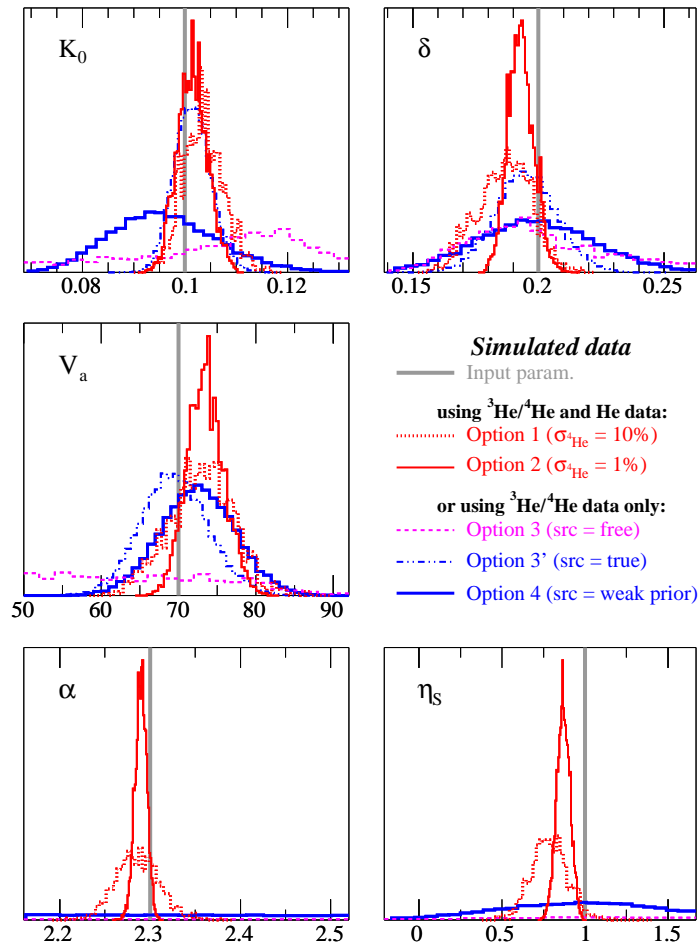 K₀
δ
0.08 0.1 0.12
0.15 0.2 0.25
Vₐ
50 60 70 80 90
Simulated data
Input param.
using ³He/⁴He and He data:
Option 1 (σ₄He = 10%)
Option 2 (σ₄He = 1%)
or using ³He/⁴He data only:
Option 3 (src = free)
Option 3’ (src = true)
Option 4 (src = weak prior)
α
ηS
2.2 2.3 2.4 2.5
0 0.5 1 1.5